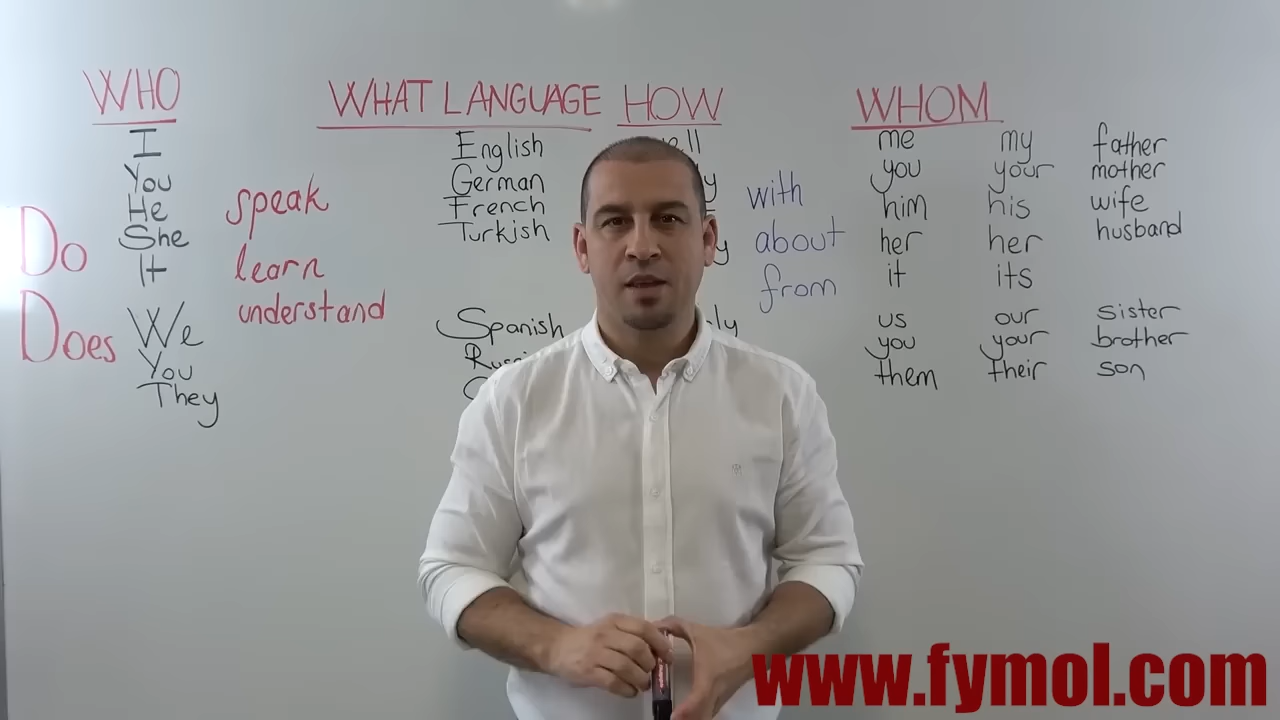 WHO WHAT LANGUAGE HOW WHOM
I English me my father
You German you your mother
He speak French with him his wife
She Turkish about her her husband
Do It learn from it its
Does We understand Spanish us our sister
You you your brother
They them their son
www.fymol.com